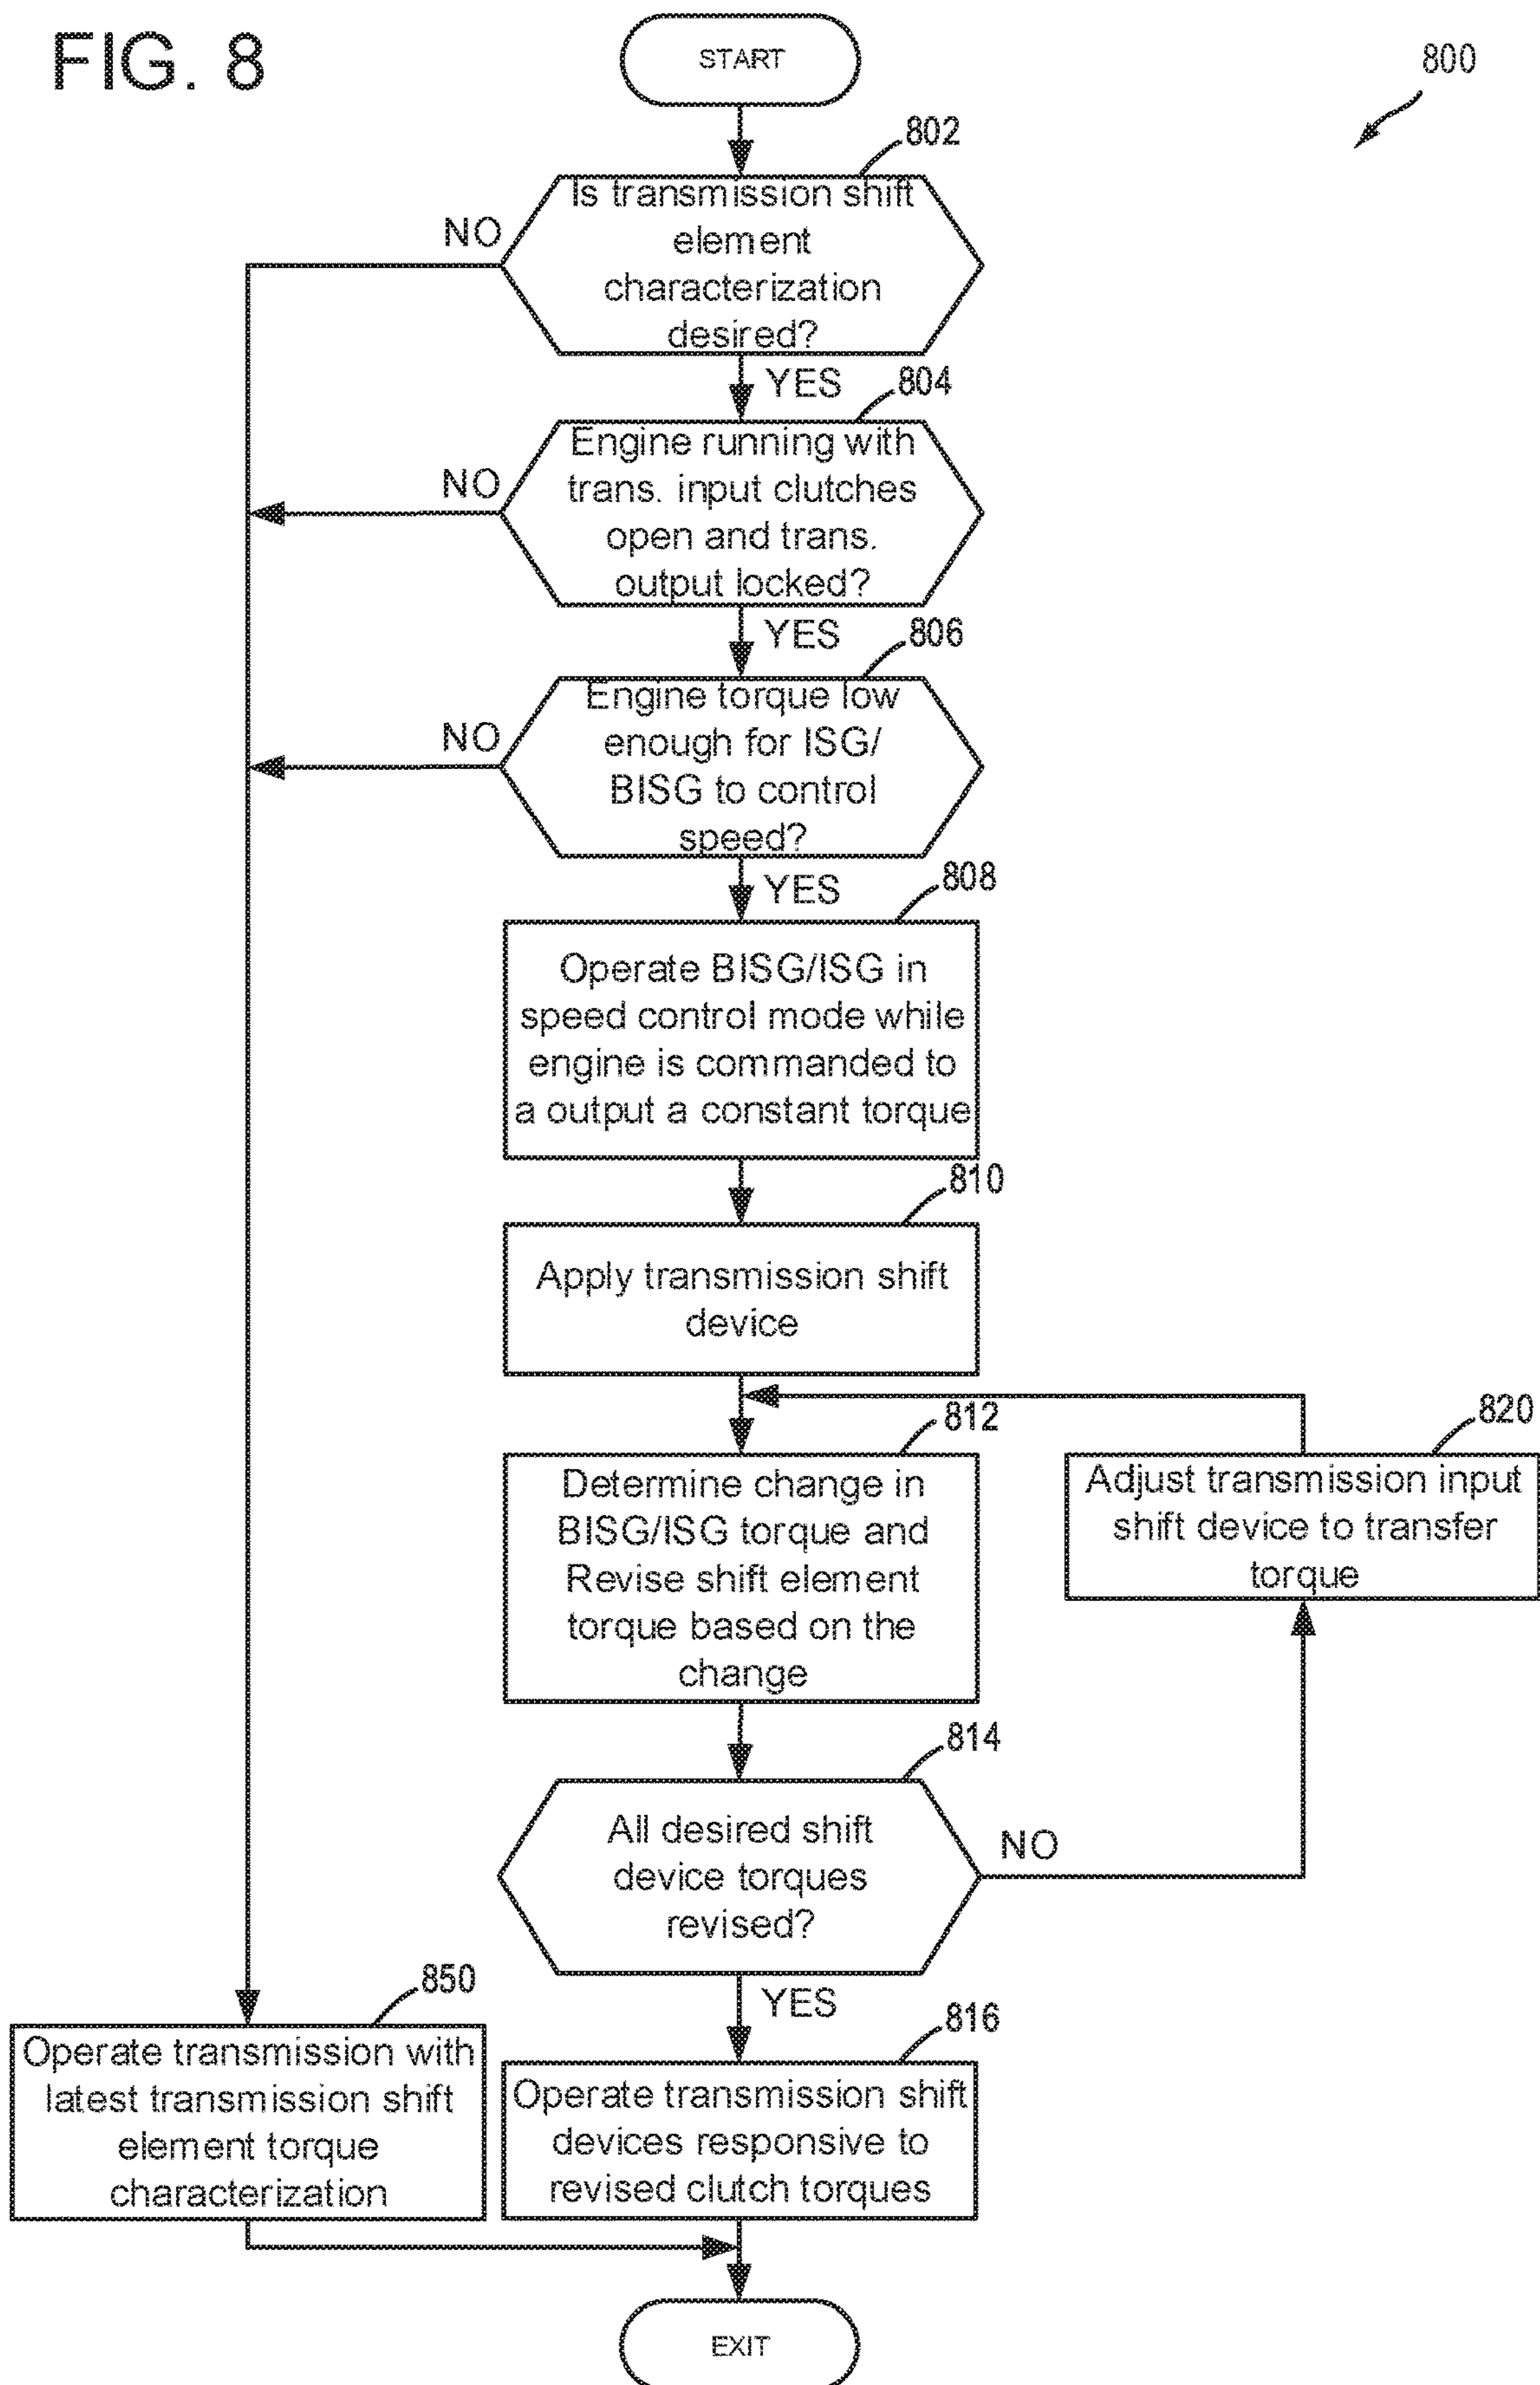 FIG. 8
START
800
802
Is transmission shift
element
characterization
desired?
NO
YES
804
Engine running with
trans. input clutches
open and trans.
output locked?
NO
YES
806
Engine torque low
enough for ISG/
BISG to control
speed?
NO
YES
808
Operate BISG/ISG in
speed control mode while
engine is commanded to
a output a constant torque
810
Apply transmission shift
device
812
Determine change in
BISG/ISG torque and
Revise shift element
torque based on the
change
820
Adjust transmission input
shift device to transfer
torque
814
All desired shift
device torques
revised?
NO
YES
850
Operate transmission with
latest transmission shift
element torque
characterization
816
Operate transmission shift
devices responsive to
revised clutch torques
EXIT